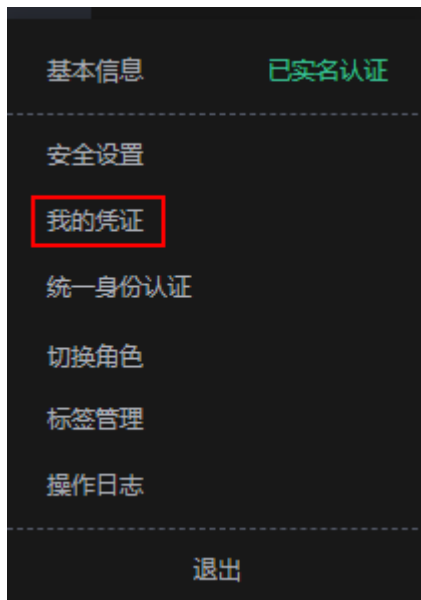 基本信息 已实名认证
安全设置
我的凭证
统一身份认证
切换角色
标签管理
操作日志
退出